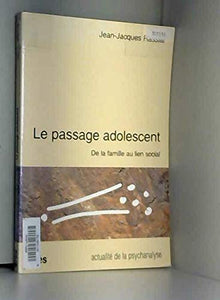 Jean-Jacques
Le passage adolescent
De la famille au lien social
actualité de la psychanalyse